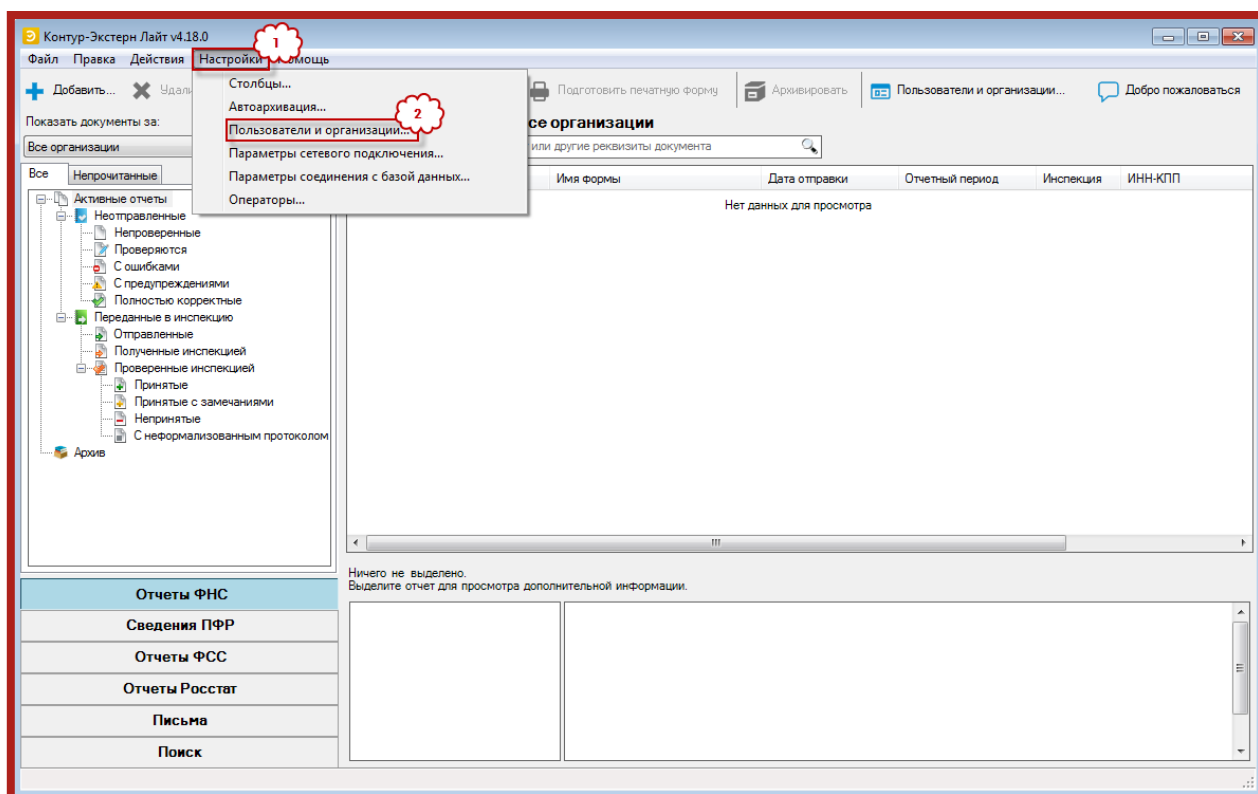 Контур-Экстерн Лайт v4.18.0
1
Файл Правка Действия Настройки Помощь
Добавить...
Подготовить печатную форму Архивировать Пользователи и организации... Добро пожаловаться
Столбцы...
Автоархивация...
2
Пользователи и организации...
Параметры сетевого подключения...
Параметры соединения с базой данных...
Операторы...
Показать документы за:
Все организации
все организации
или другие реквизиты документа
Все Непрочитанные
Имя формы Дата отправки Отчетный период Инспекция ИНН-КПП
Нет данных для просмотра
Активные отчеты
Неотправленные
Непроверенные
Проверяются
С ошибками
С предупреждениями
Полностью корректные
Переданные в инспекцию
Отправленные
Полученные инспекцией
Проверенные инспекцией
Принятые
Принятые с замечаниями
Непринятые
С неформализованным протоколом
Архив
Ничего не выделено.
Выделите отчет для просмотра дополнительной информации.
Отчеты ФНС
Сведения ПФР
Отчеты ФСС
Отчеты Росстат
Письма
Поиск